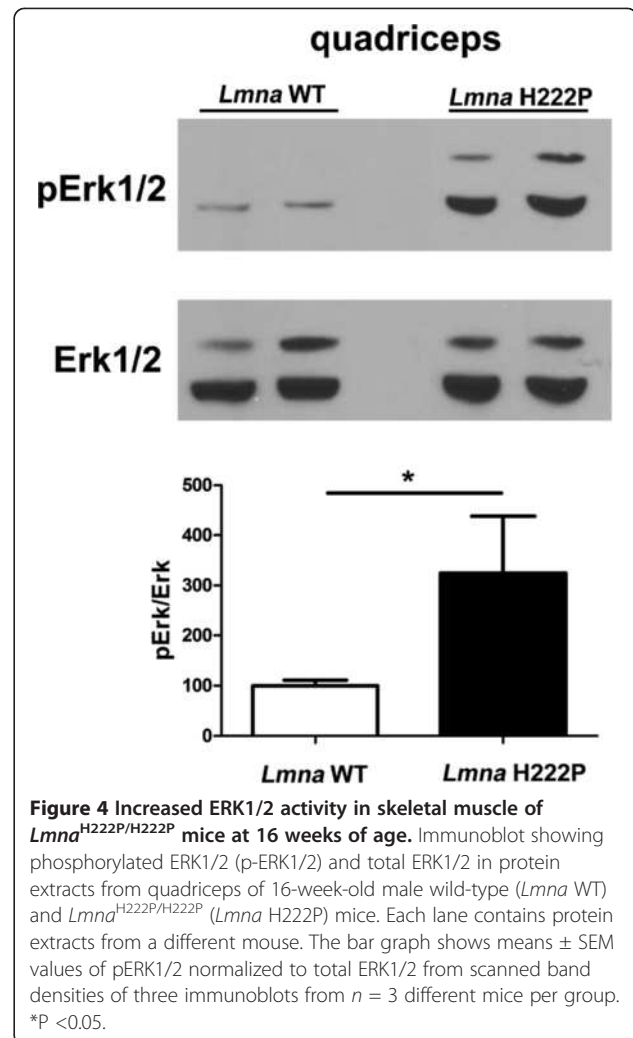 quadriceps
Lmna WT
Lmna H222P
pErk1/2
Erk1/2
*
500
400
300
200
100
0
pErk/Erk
Lmna WT
Lmna H222P
Figure 4 Increased ERK1/2 activity in skeletal muscle of
Lmna^H222P/H222P mice at 16 weeks of age. Immunoblot showing
phosphorylated ERK1/2 (p-ERK1/2) and total ERK1/2 in protein
extracts from quadriceps of 16-week-old male wild-type (Lmna WT)
and Lmna^H222P/H222P (Lmna H222P) mice. Each lane contains protein
extracts from a different mouse. The bar graph shows means ± SEM
values of pERK1/2 normalized to total ERK1/2 from scanned band
densities of three immunoblots from n = 3 different mice per group.
*P <0.05.